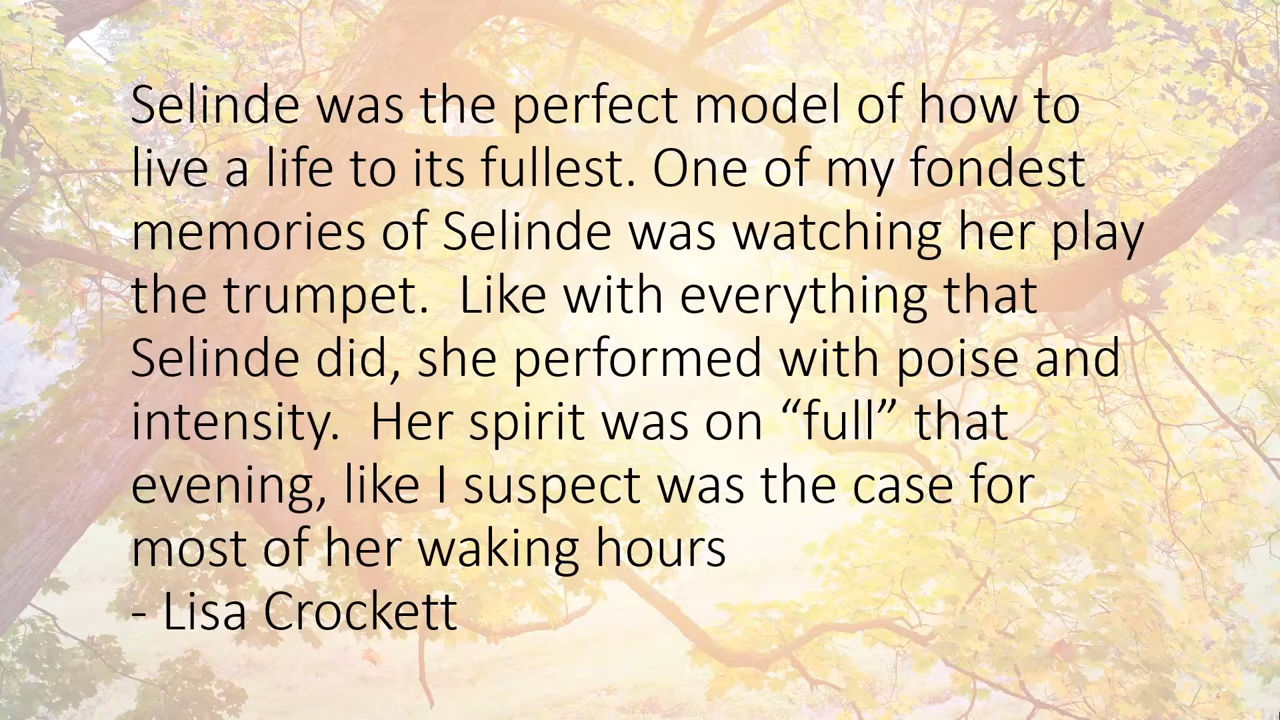 Selinde was the perfect model of how to
live a life to its fullest. One of my fondest
memories of Selinde was watching her play
the trumpet.  Like with everything that
Selinde did, she performed with poise and
intensity.  Her spirit was on “full” that
evening, like I suspect was the case for
most of her waking hours
- Lisa Crockett